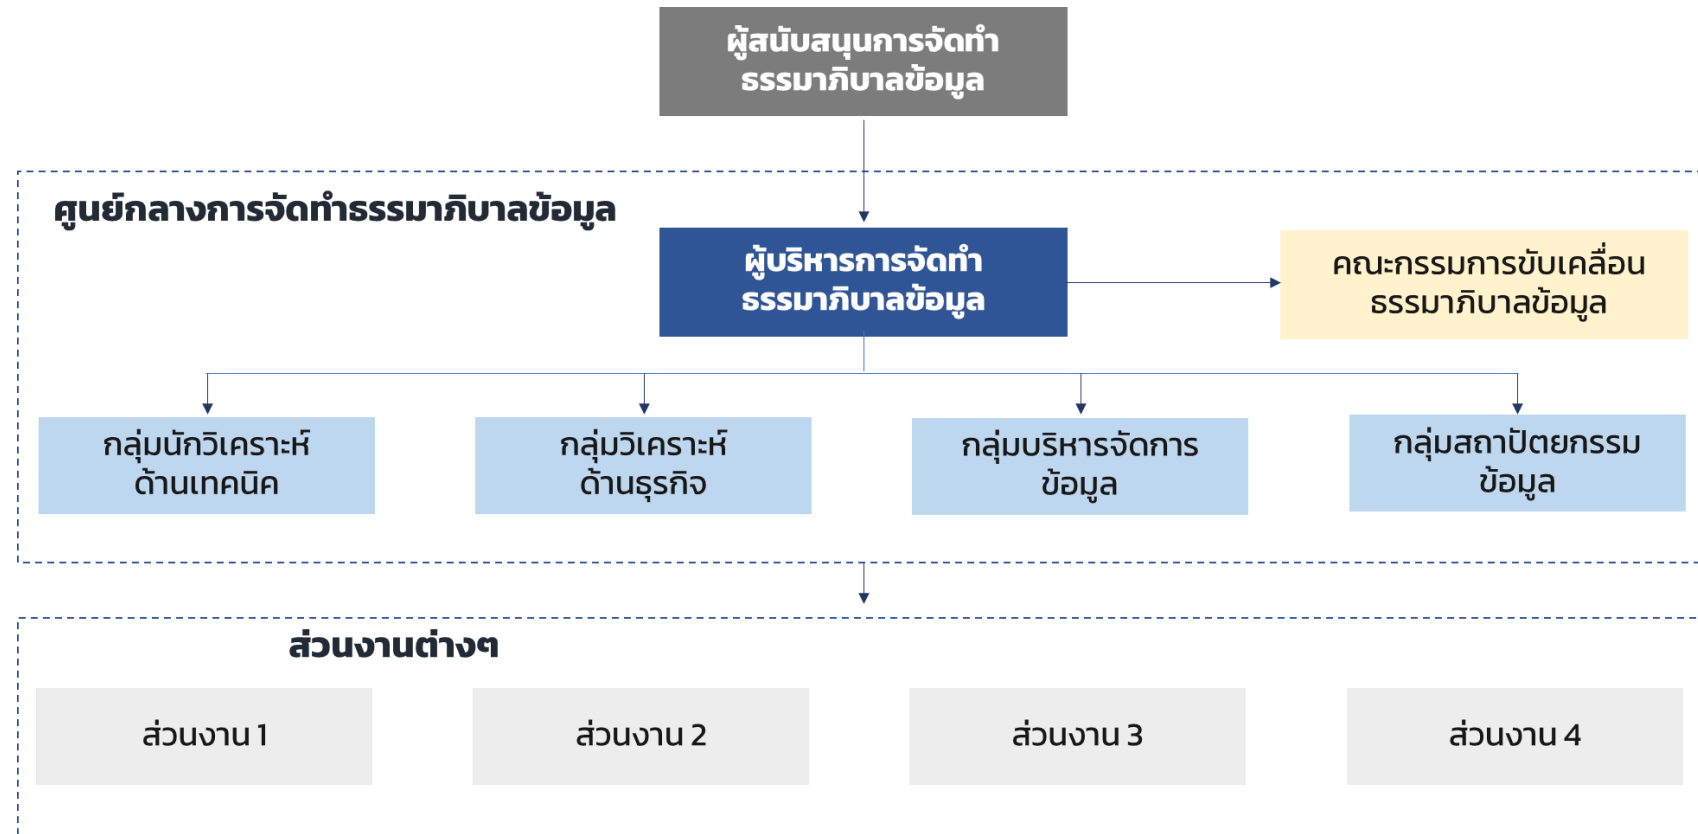 ผู้สนับสนุนการจัดทำ
ธรรมาภิบาลข้อมูล
ศูนย์กลางการจัดทำธรรมาภิบาลข้อมูล
ผู้บริหารการจัดทำ
ธรรมาภิบาลข้อมูล
คณะกรรมการขับเคลื่อน
ธรรมาภิบาลข้อมูล
กลุ่มนักวิเคราะห์
ด้านเทคนิค
กลุ่มวิเคราะห์
ด้านธุรกิจ
กลุ่มบริหารจัดการ
ข้อมูล
กลุ่มสถาปัตยกรรม
ข้อมูล
ส่วนงานต่างๆ
ส่วนงาน 1
ส่วนงาน 2
ส่วนงาน 3
ส่วนงาน 4